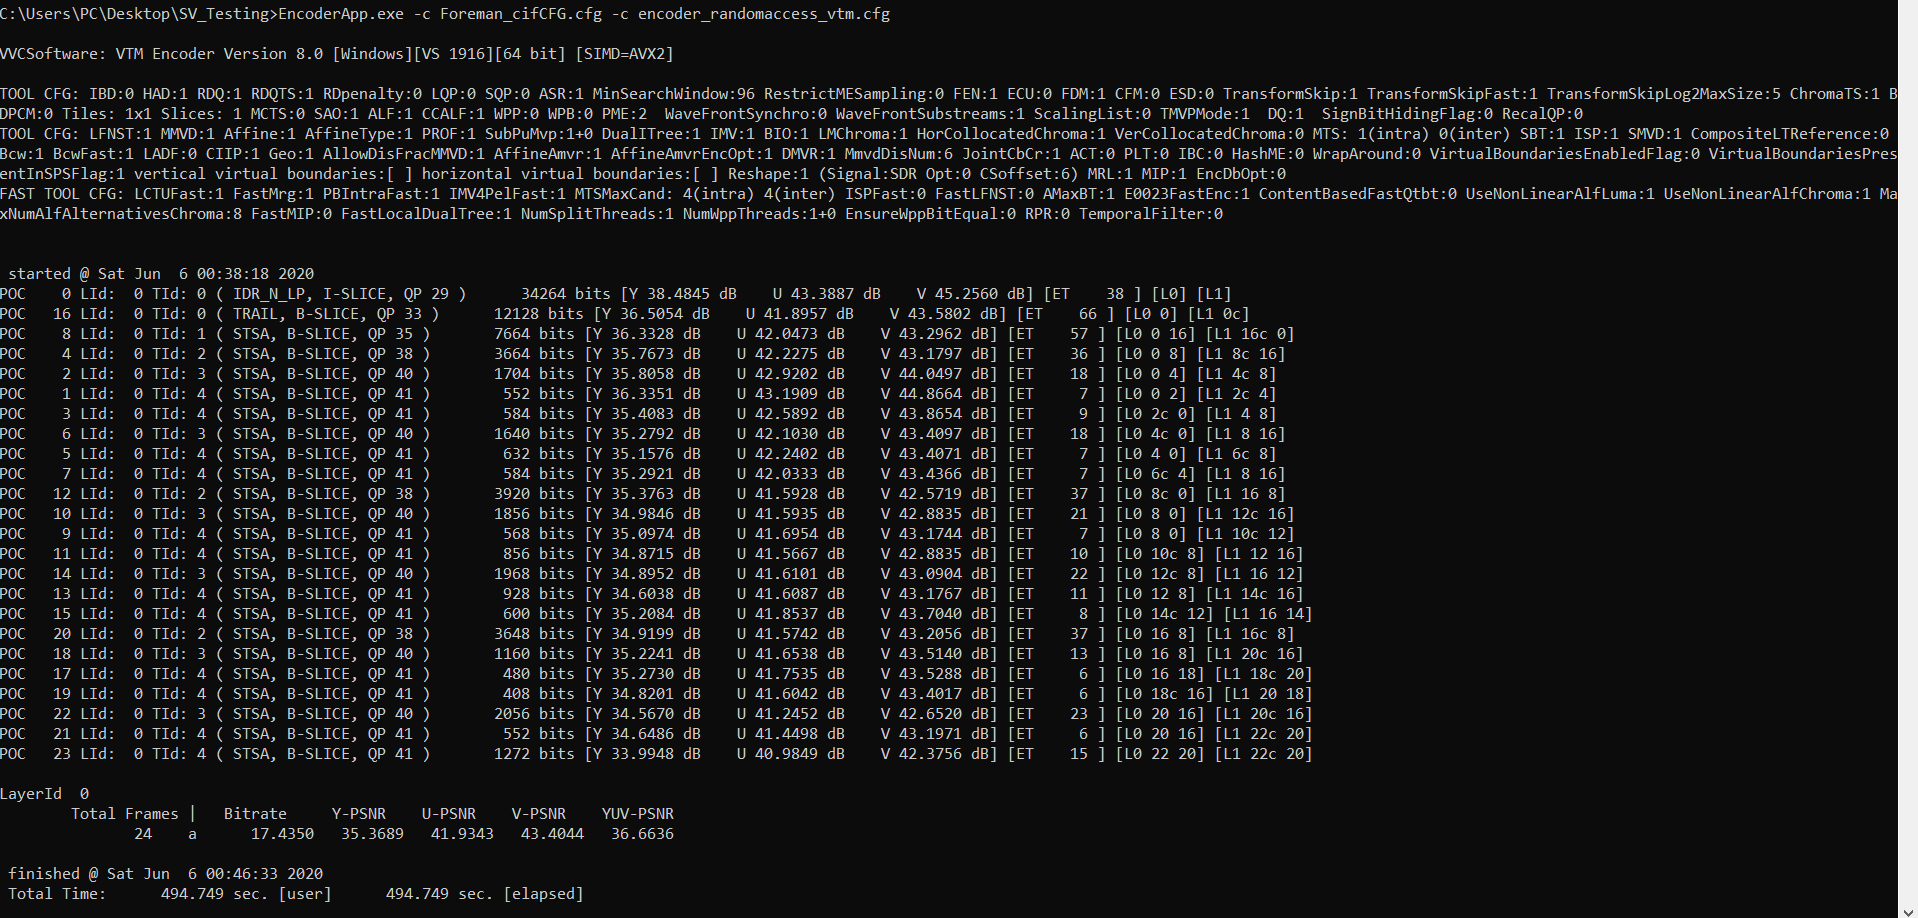 C:\Users\PC\Desktop\SV_Testing>EncoderApp.exe -c Foreman_cifCFG.cfg -c encoder_randomaccess_vtm.cfg
VVCSoftware: VTM Encoder Version 8.0 [Windows][VS 1916][64 bit] [SIMD=AVX2]
TOOL CFG: IBD:0 HAD:1 RDQ:1 RDQTS:1 RDpenalty:0 LQP:0 SQP:0 ASR:1 MinSearchWindow:96 RestrictMESampling:0 FEN:1 ECU:0 FDM:1 CFM:0 ESD:0 TransformSkip:1 TransformSkipFast:1 TransformSkipLog2MaxSize:5 ChromaTS:1 B
DPCM:0 Tiles: 1x1 Slices: 1 MCTS:0 SAO:1 ALF:1 CCALF:1 WPP:0 WPB:0 PME:2  WaveFrontSynchro:0 WaveFrontSubstreams:1 ScalingList:0 TMVPMode:1  DQ:1  SignBitHidingFlag:0 RecalQP:0
TOOL CFG: LFNST:1 MMVD:1 Affine:1 AffineType:1 PROF:1 SubPuMvp:1+0 DualITree:1 IMV:1 BIO:1 LMChroma:1 HorCollocatedChroma:1 VerCollocatedChroma:0 MTS: 1(intra) 0(inter) SBT:1 ISP:1 SMVD:1 CompositeLTReference:0
Bcw:1 BcwFast:1 LADF:0 CIIP:1 Geo:1 AllowDisFracMMVD:1 AffineAmvr:1 AffineAmvrEncOpt:1 DMVR:1 MmvdDisNum:6 JointCbCr:1 ACT:0 PLT:0 IBC:0 HashME:0 WrapAround:0 VirtualBoundariesEnabledFlag:0 VirtualBoundariesPres
entInSPSFlag:1 vertical virtual boundaries:[ ] horizontal virtual boundaries:[ ] Reshape:1 (Signal:SDR Opt:0 CSoffset:6) MRL:1 MIP:1 EncDbOpt:0
FAST TOOL CFG: LCTUFast:1 FastMrg:1 PBIntraFast:1 IMV4PelFast:1 MTSMaxCand: 4(intra) 4(inter) ISPFast:0 FastLFNST:0 AMaxBT:1 E0023FastEnc:1 ContentBasedFastQtbt:0 UseNonLinearAlfLuma:1 UseNonLinearAlfChroma:1 Ma
xNumAlfAlternativesChroma:8 FastMIP:0 FastLocalDualTree:1 NumSplitThreads:1 NumWppThreads:1+0 EnsureWppBitEqual:0 RPR:0 TemporalFilter:0
started @ Sat Jun  6 00:38:18 2020
POC    0 LId:  0 TId: 0 ( IDR_N_LP, I-SLICE, QP 29 )      34264 bits [Y 38.4845 dB    U 43.3887 dB    V 45.2560 dB] [ET    38 ] [L0] [L1]
POC   16 LId:  0 TId: 0 ( TRAIL, B-SLICE, QP 33 )      12128 bits [Y 36.5054 dB    U 41.8957 dB    V 43.5802 dB] [ET    66 ] [L0 0] [L1 0c]
POC    8 LId:  0 TId: 1 ( STSA, B-SLICE, QP 35 )       7664 bits [Y 36.3328 dB    U 42.0473 dB    V 43.2962 dB] [ET    57 ] [L0 0 16] [L1 16c 0]
POC    4 LId:  0 TId: 2 ( STSA, B-SLICE, QP 38 )       3664 bits [Y 35.7673 dB    U 42.2275 dB    V 43.1797 dB] [ET    36 ] [L0 0 8] [L1 8c 16]
POC    2 LId:  0 TId: 3 ( STSA, B-SLICE, QP 40 )       1704 bits [Y 35.8058 dB    U 42.9202 dB    V 44.0497 dB] [ET    18 ] [L0 0 4] [L1 4c 8]
POC    1 LId:  0 TId: 4 ( STSA, B-SLICE, QP 41 )        552 bits [Y 36.3351 dB    U 43.1909 dB    V 44.8664 dB] [ET     7 ] [L0 0 2] [L1 2c 4]
POC    3 LId:  0 TId: 4 ( STSA, B-SLICE, QP 41 )        584 bits [Y 35.4083 dB    U 42.5892 dB    V 43.8654 dB] [ET     9 ] [L0 2c 0] [L1 4 8]
POC    6 LId:  0 TId: 3 ( STSA, B-SLICE, QP 40 )       1640 bits [Y 35.2792 dB    U 42.1030 dB    V 43.4097 dB] [ET    18 ] [L0 4c 0] [L1 8 16]
POC    5 LId:  0 TId: 4 ( STSA, B-SLICE, QP 41 )        632 bits [Y 35.1576 dB    U 42.2402 dB    V 43.4071 dB] [ET     7 ] [L0 4 0] [L1 6c 8]
POC    7 LId:  0 TId: 4 ( STSA, B-SLICE, QP 41 )        584 bits [Y 35.2921 dB    U 42.0333 dB    V 43.4366 dB] [ET     7 ] [L0 6c 4] [L1 8 16]
POC   12 LId:  0 TId: 2 ( STSA, B-SLICE, QP 38 )       3920 bits [Y 35.3763 dB    U 41.5928 dB    V 42.5719 dB] [ET    37 ] [L0 8c 0] [L1 16 8]
POC   10 LId:  0 TId: 3 ( STSA, B-SLICE, QP 40 )       1856 bits [Y 34.9846 dB    U 41.5935 dB    V 42.8835 dB] [ET    21 ] [L0 8 0] [L1 12c 16]
POC    9 LId:  0 TId: 4 ( STSA, B-SLICE, QP 41 )        568 bits [Y 35.0974 dB    U 41.6954 dB    V 43.1744 dB] [ET     7 ] [L0 8 0] [L1 10c 12]
POC   11 LId:  0 TId: 4 ( STSA, B-SLICE, QP 41 )        856 bits [Y 34.8715 dB    U 41.5667 dB    V 42.8835 dB] [ET    10 ] [L0 10c 8] [L1 12 16]
POC   14 LId:  0 TId: 3 ( STSA, B-SLICE, QP 40 )       1968 bits [Y 34.8952 dB    U 41.6101 dB    V 43.0904 dB] [ET    22 ] [L0 12c 8] [L1 16 12]
POC   13 LId:  0 TId: 4 ( STSA, B-SLICE, QP 41 )        928 bits [Y 34.6038 dB    U 41.6087 dB    V 43.1767 dB] [ET    11 ] [L0 12 8] [L1 14c 16]
POC   15 LId:  0 TId: 4 ( STSA, B-SLICE, QP 41 )        600 bits [Y 35.2084 dB    U 41.8537 dB    V 43.7040 dB] [ET     8 ] [L0 14c 12] [L1 16 14]
POC   20 LId:  0 TId: 2 ( STSA, B-SLICE, QP 38 )       3648 bits [Y 34.9199 dB    U 41.5742 dB    V 43.2056 dB] [ET    37 ] [L0 16 8] [L1 16c 8]
POC   18 LId:  0 TId: 3 ( STSA, B-SLICE, QP 40 )       1160 bits [Y 35.2241 dB    U 41.6538 dB    V 43.5140 dB] [ET    13 ] [L0 16 8] [L1 20c 16]
POC   17 LId:  0 TId: 4 ( STSA, B-SLICE, QP 41 )        480 bits [Y 35.2730 dB    U 41.7535 dB    V 43.5288 dB] [ET     6 ] [L0 16 18] [L1 18c 20]
POC   19 LId:  0 TId: 4 ( STSA, B-SLICE, QP 41 )        408 bits [Y 34.8201 dB    U 41.6042 dB    V 43.4017 dB] [ET     6 ] [L0 18c 16] [L1 20 18]
POC   22 LId:  0 TId: 3 ( STSA, B-SLICE, QP 40 )       2056 bits [Y 34.5670 dB    U 41.2452 dB    V 42.6520 dB] [ET    23 ] [L0 20 16] [L1 20c 16]
POC   21 LId:  0 TId: 4 ( STSA, B-SLICE, QP 41 )        552 bits [Y 34.6486 dB    U 41.4498 dB    V 43.1971 dB] [ET     6 ] [L0 20 16] [L1 22c 20]
POC   23 LId:  0 TId: 4 ( STSA, B-SLICE, QP 41 )       1272 bits [Y 33.9948 dB    U 40.9849 dB    V 42.3756 dB] [ET    15 ] [L0 22 20] [L1 22c 20]
LayerId  0
Total Frames |   Bitrate     Y-PSNR    U-PSNR    V-PSNR    YUV-PSNR
24    a      17.4350   35.3689   41.9343   43.4044   36.6636
finished @ Sat Jun  6 00:46:33 2020
Total Time:      494.749 sec. [user]      494.749 sec. [elapsed]